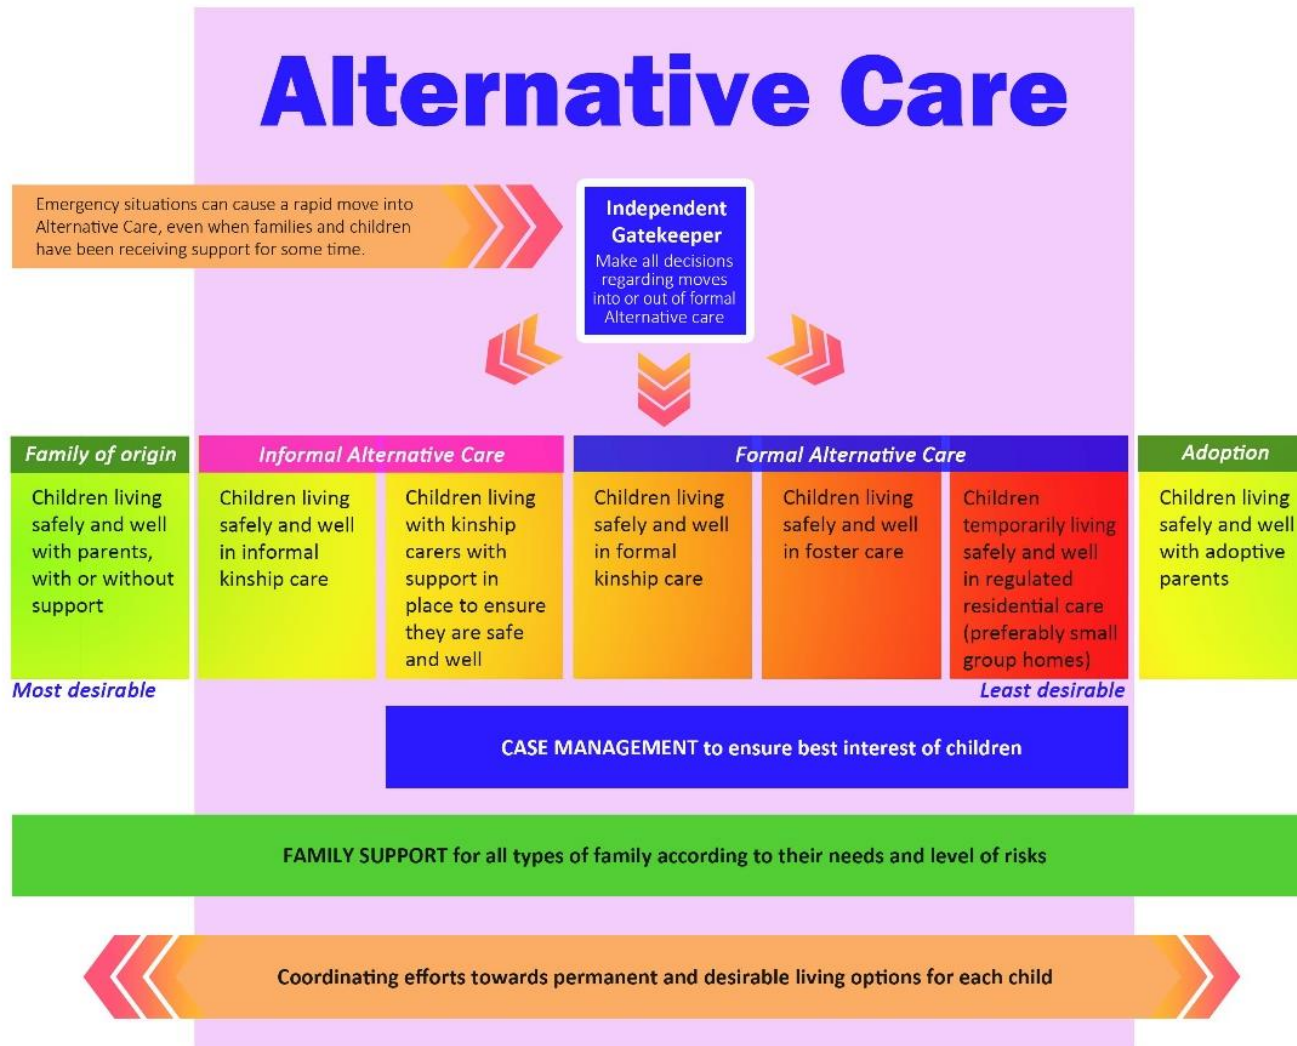 Alternative Care
Emergency situations can cause a rapid move into
Alternative Care, even when families and children
have been receiving support for some time.
Independent
Gatekeeper
Make all decisions
regarding moves
into or out of formal
Alternative care
Family of origin
Children living
safely and well
with parents,
with or without
support
Informal Alternative Care
Children living
safely and well
in informal
kinship care
Children living
with kinship
carers with
support in
place to ensure
they are safe
and well
Formal Alternative Care
Children living
safely and well
in formal
kinship care
Children living
safely and well
in foster care
Children
temporarily living
safely and well
in regulated
residential care
(preferably small
group homes)
Adoption
Children living
safely and well
with adoptive
parents
Most desirable
Least desirable
CASE MANAGEMENT to ensure best interest of children
FAMILY SUPPORT for all types of family according to their needs and level of risks
Coordinating efforts towards permanent and desirable living options for each child